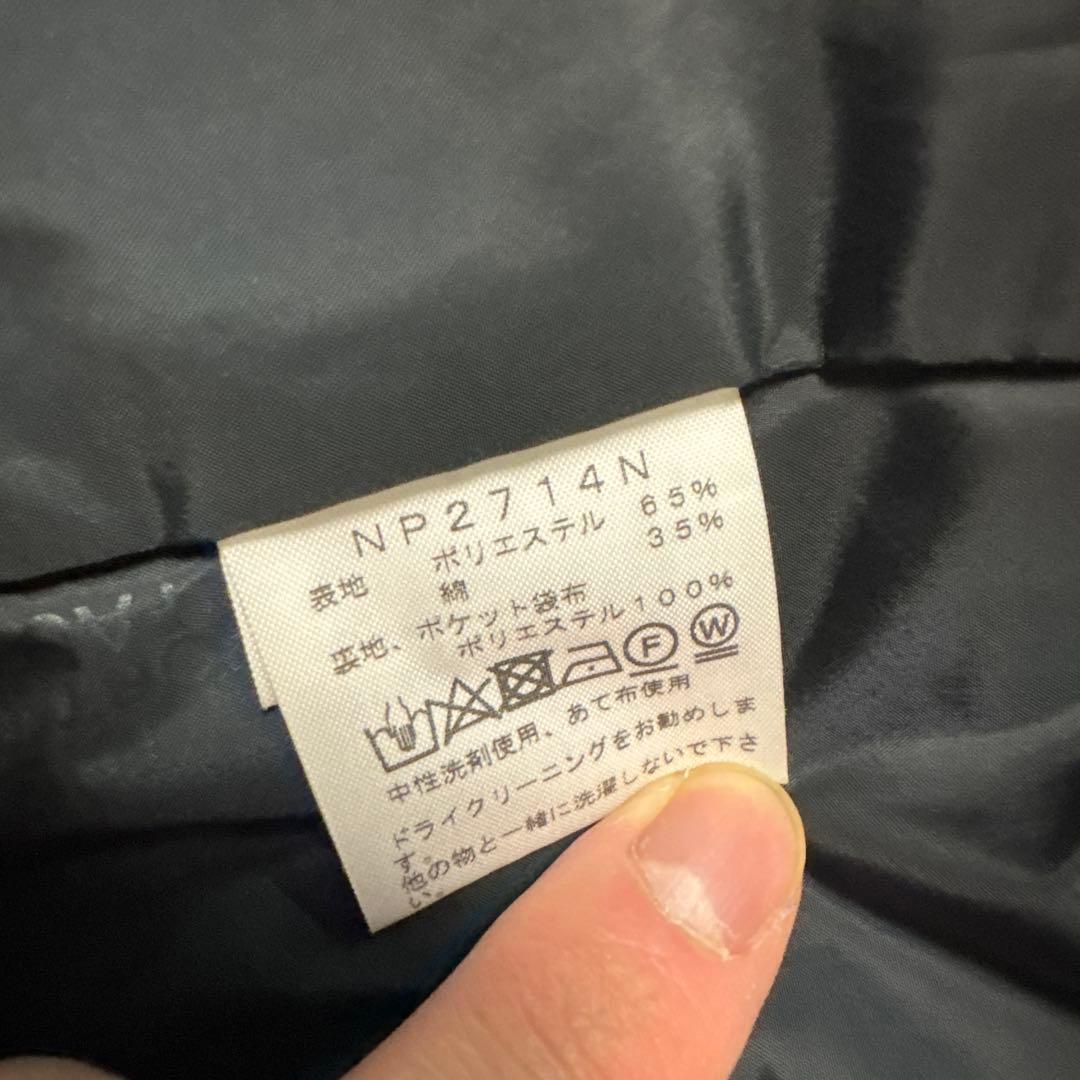 NP2714N
表地 ポリエステル 65%
綿 35%
裏地、ポケット袋布
ポリエステル100%
F W
中性洗剤使用、あて布使用
ドライクリーニングをお勧めしま
す。
他の物と一緒に洗濯しないで下さ
い。